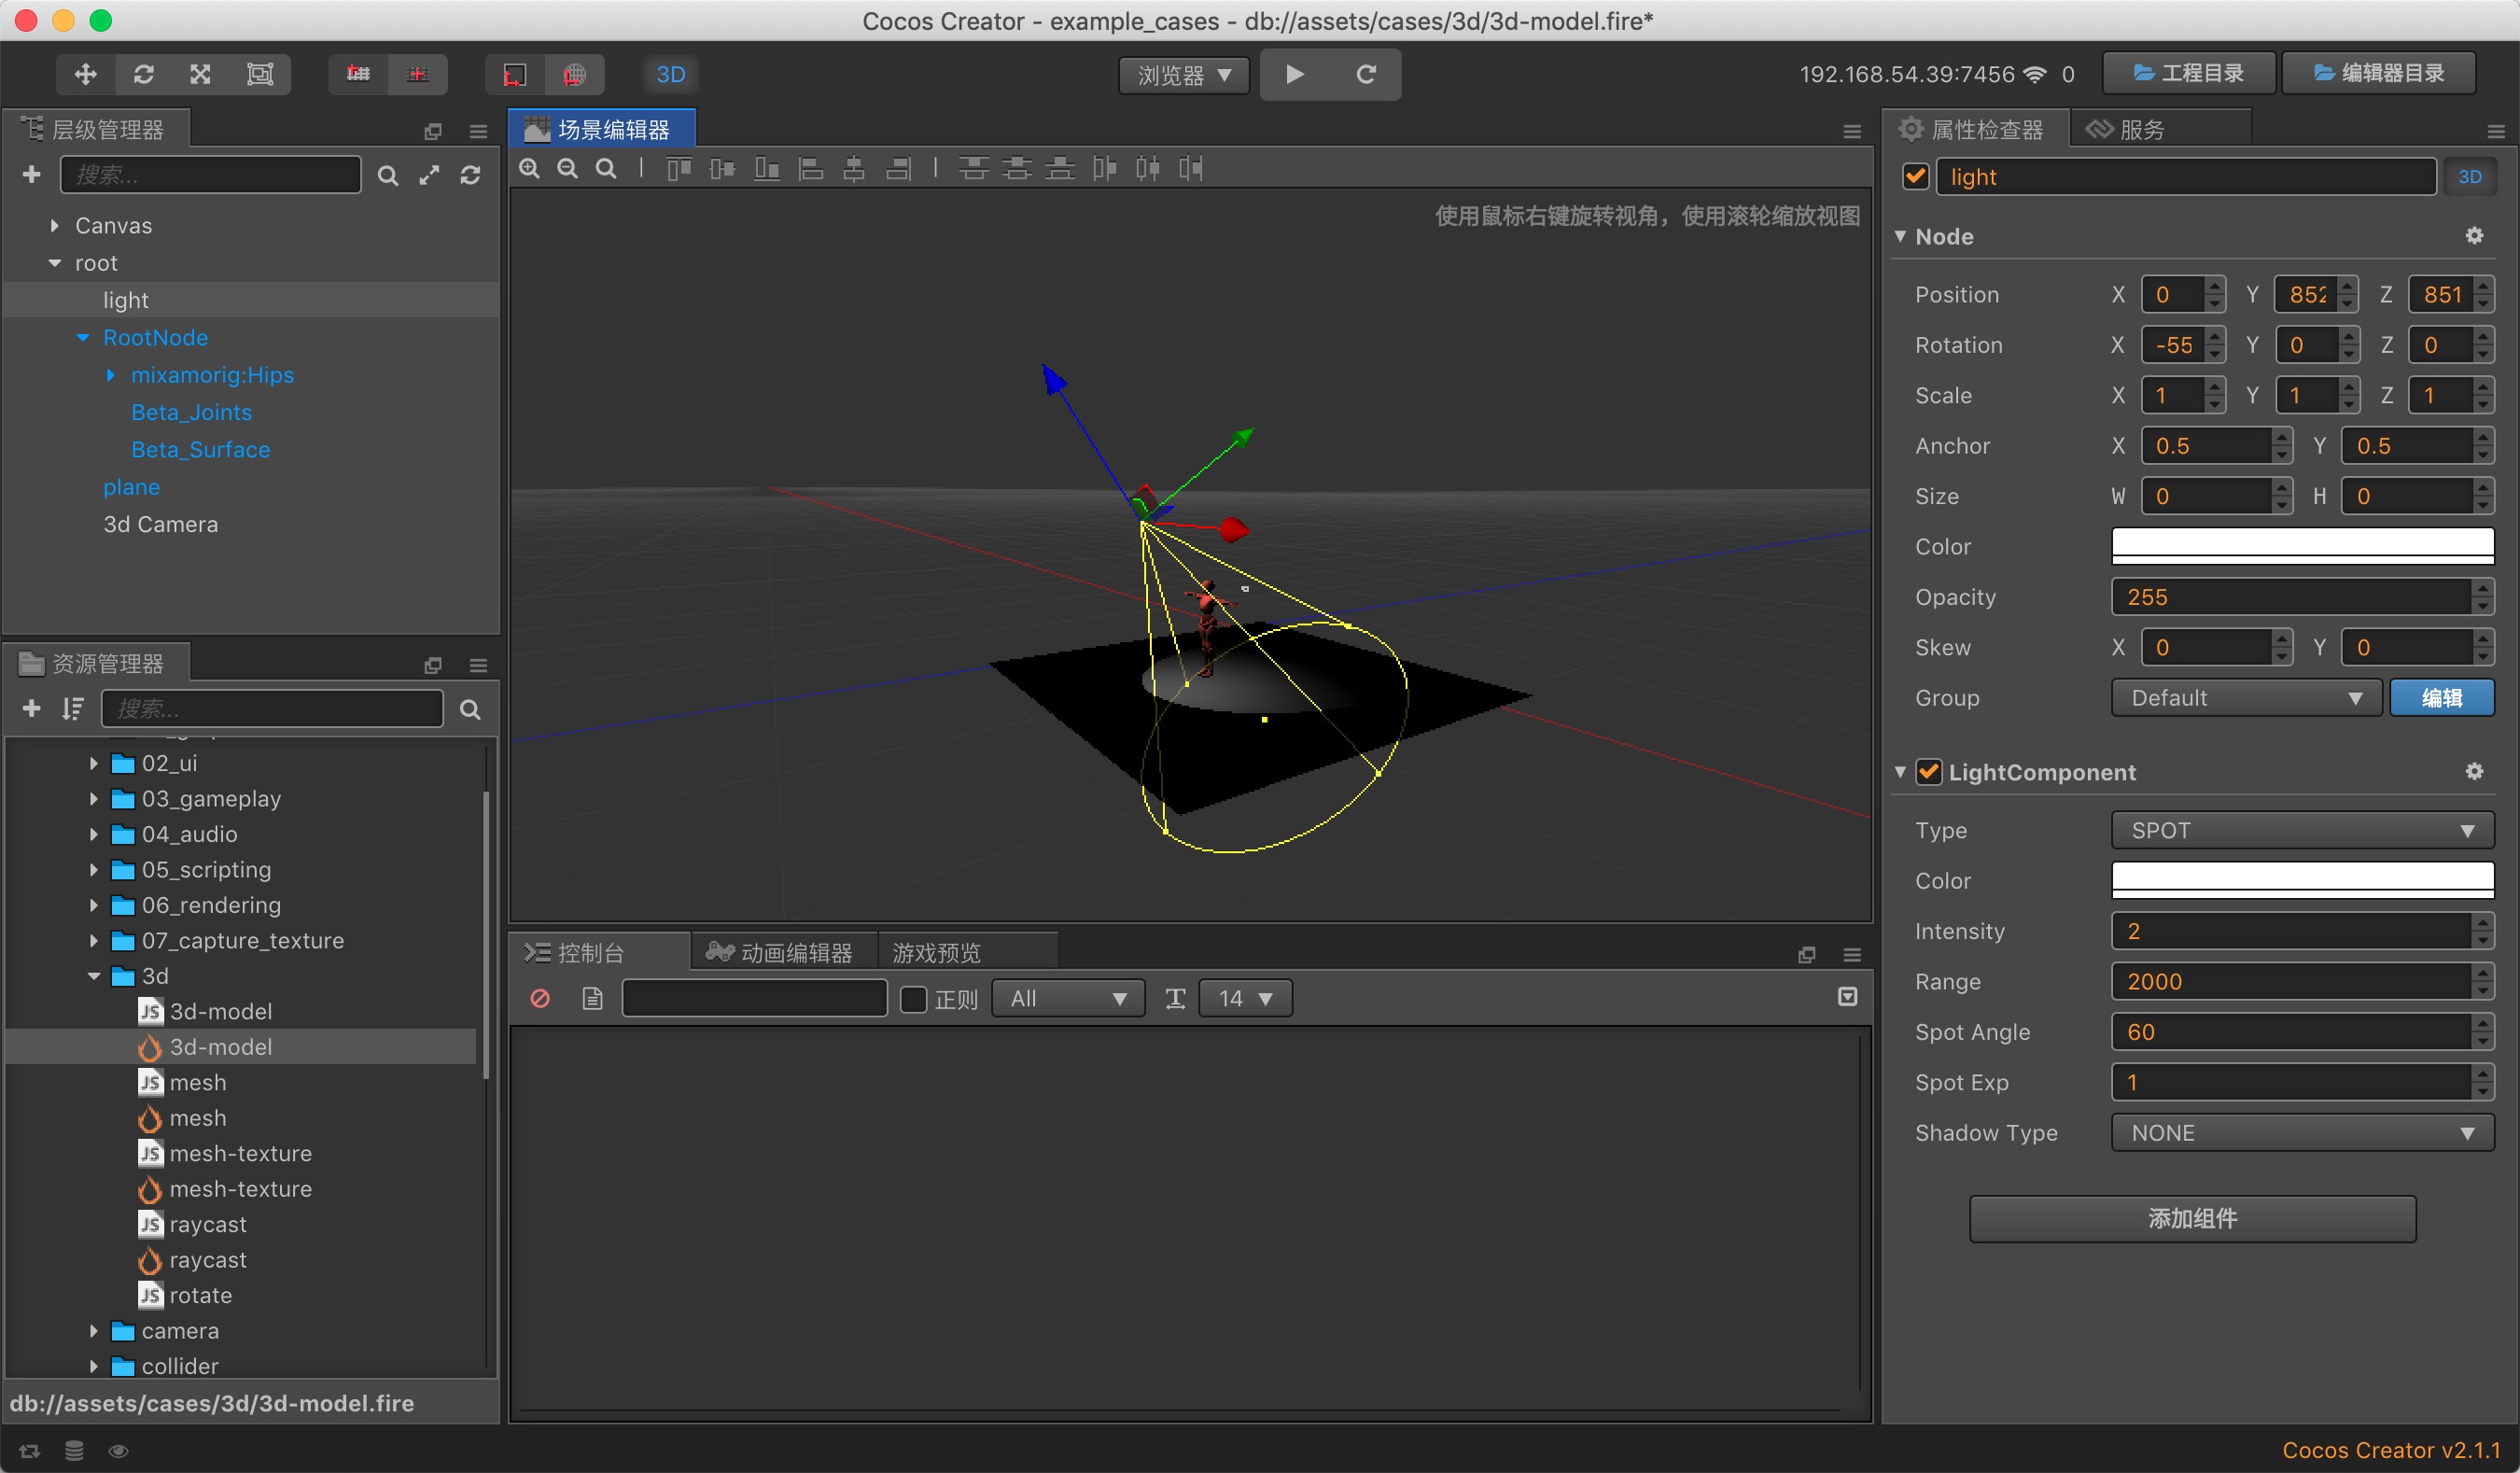 Cocos Creator - example_cases - db://assets/cases/3d/3d-model.fire*
3D
浏览器
192.168.54.39:7456 0
工程目录
编辑器目录
层级管理器
搜索...
Canvas
root
light
RootNode
mixamorig:Hips
Beta_Joints
Beta_Surface
plane
3d Camera
资源管理器
搜索...
02_ui
03_gameplay
04_audio
05_scripting
06_rendering
07_capture_texture
3d
JS 3d-model
3d-model
JS mesh
mesh
JS mesh-texture
mesh-texture
JS raycast
raycast
JS rotate
camera
collider
db://assets/cases/3d/3d-model.fire
场景编辑器
使用鼠标右键旋转视角，使用滚轮缩放视图
控制台
动画编辑器
游戏预览
正则
All
14
属性检查器
服务
light 3D
Node
Position X 0 Y 852 Z 851
Rotation X -55 Y 0 Z 0
Scale X 1 Y 1 Z 1
Anchor X 0.5 Y 0.5
Size W 0 H 0
Color
Opacity 255
Skew X 0 Y 0
Group Default 编辑
LightComponent
Type SPOT
Color
Intensity 2
Range 2000
Spot Angle 60
Spot Exp 1
Shadow Type NONE
添加组件
Cocos Creator v2.1.1